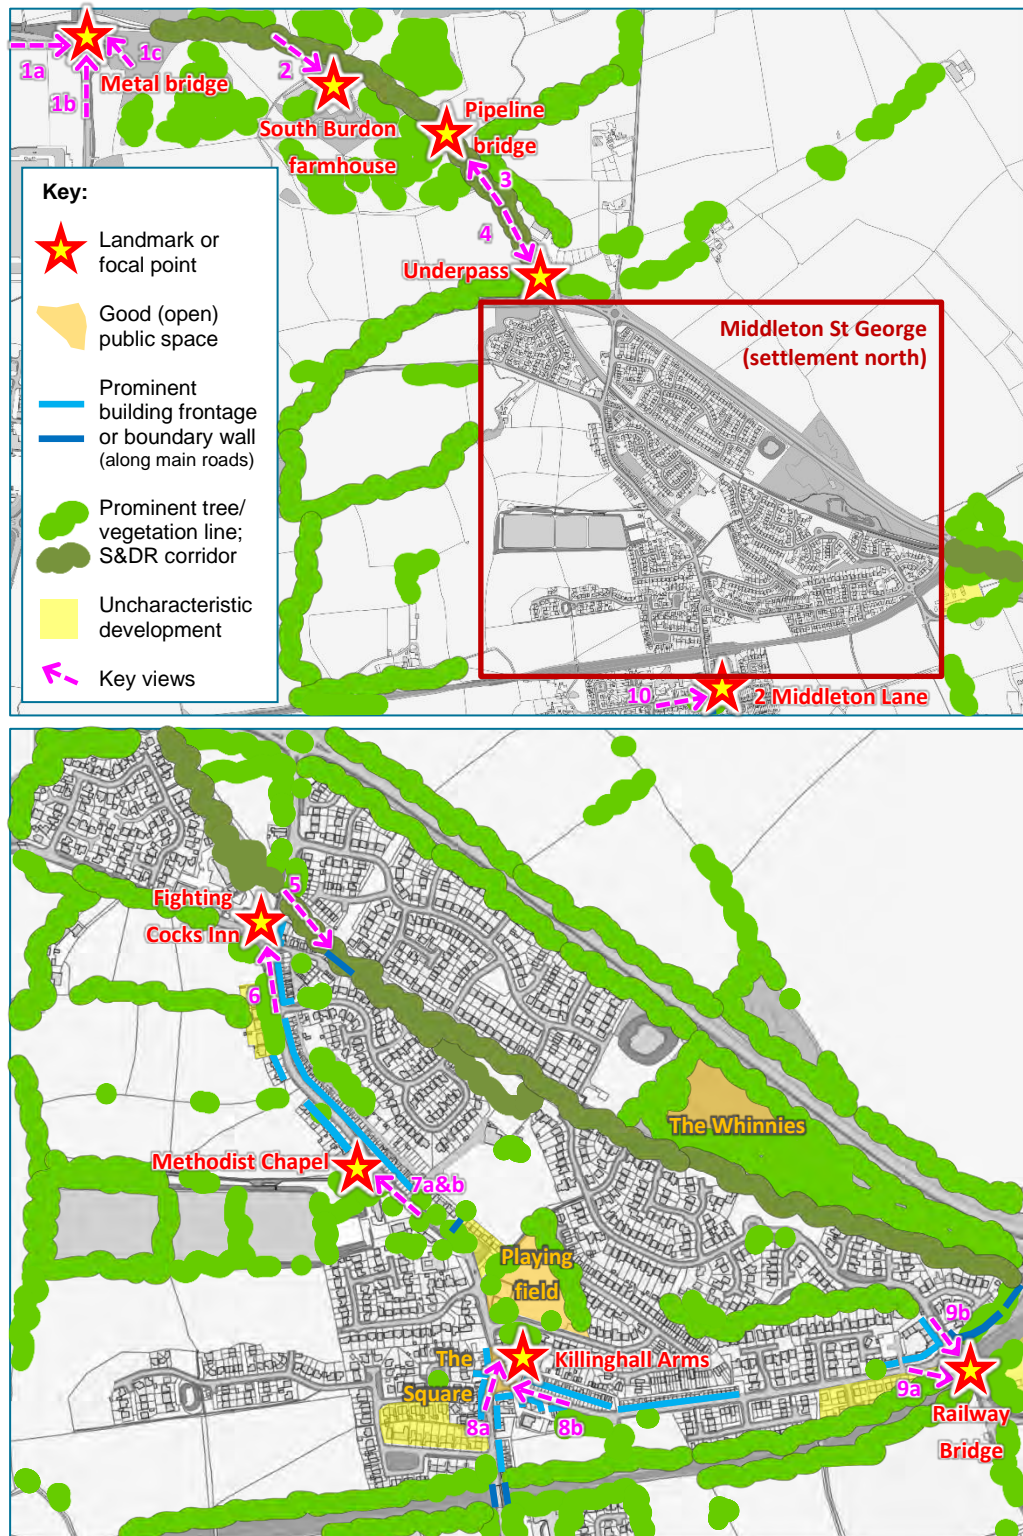 1a
1b
1c
Metal bridge
2
South Burdon
farmhouse
Pipeline
bridge
3
4
Underpass
Key:
Landmark or
focal point
Good (open)
public space
Prominent
building frontage
or boundary wall
(along main roads)
Prominent tree/
vegetation line;
S&DR corridor
Uncharacteristic
development
Key views
Middleton St George
(settlement north)
10
2 Middleton Lane
5
Fighting
Cocks Inn
6
The Whinnies
Methodist Chapel
7a&b
Playing
field
The
Square
Killinghall Arms
8a
8b
9b
9a
Railway
Bridge